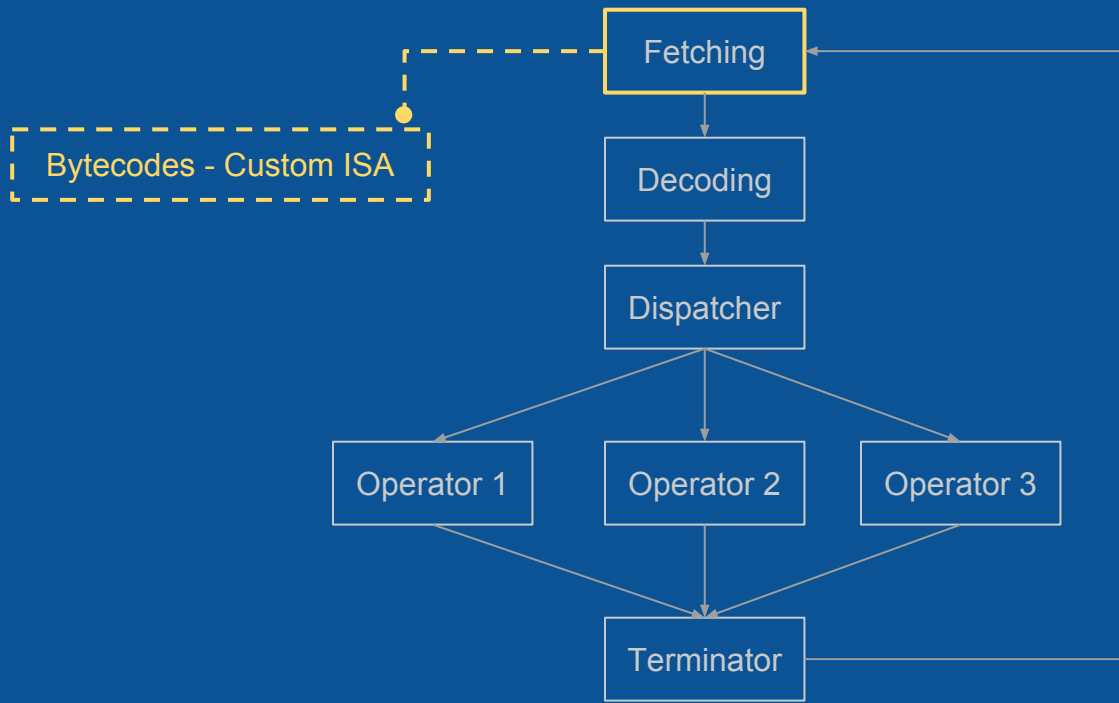 Fetching
Bytecodes - Custom ISA
Decoding
Dispatcher
Operator 1
Operator 2
Operator 3
Terminator